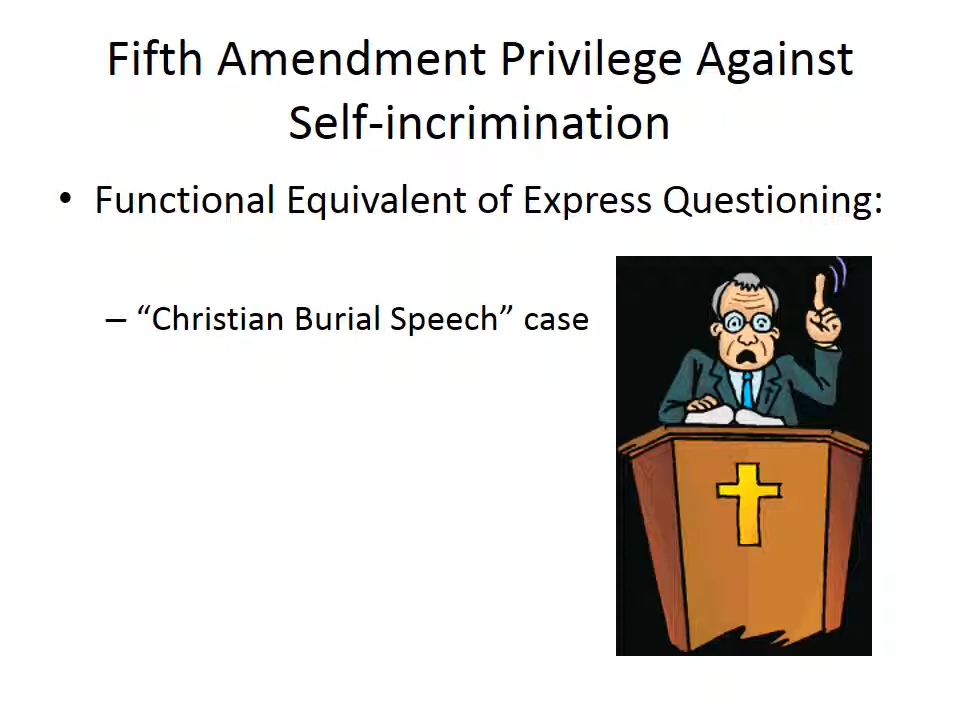 Fifth Amendment Privilege Against
Self-incrimination
• Functional Equivalent of Express Questioning:
– “Christian Burial Speech” case